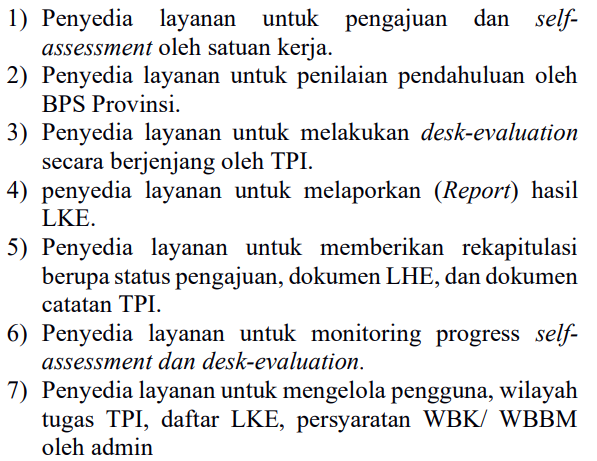 1) Penyedia layanan untuk pengajuan dan self-
assessment oleh satuan kerja.
2) Penyedia layanan untuk penilaian pendahuluan oleh
BPS Provinsi.
3) Penyedia layanan untuk melakukan desk-evaluation
secara berjenjang oleh TPI.
4) penyedia layanan untuk melaporkan (Report) hasil
LKE.
5) Penyedia layanan untuk memberikan rekapitulasi
berupa status pengajuan, dokumen LHE, dan dokumen
catatan TPI.
6) Penyedia layanan untuk monitoring progress self-
assessment dan desk-evaluation.
7) Penyedia layanan untuk mengelola pengguna, wilayah
tugas TPI, daftar LKE, persyaratan WBK/ WBBM
oleh admin